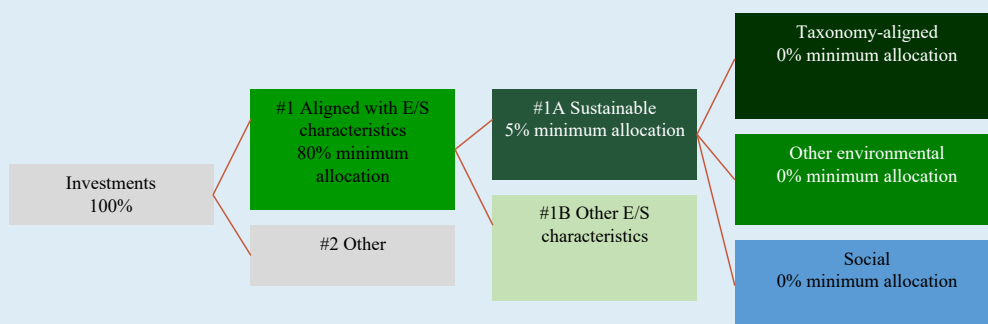 Investments
100%
#1 Aligned with E/S
characteristics
80% minimum
allocation
#2 Other
#1A Sustainable
5% minimum allocation
#1B Other E/S
characteristics
Taxonomy-aligned
0% minimum allocation
Other environmental
0% minimum allocation
Social
0% minimum allocation